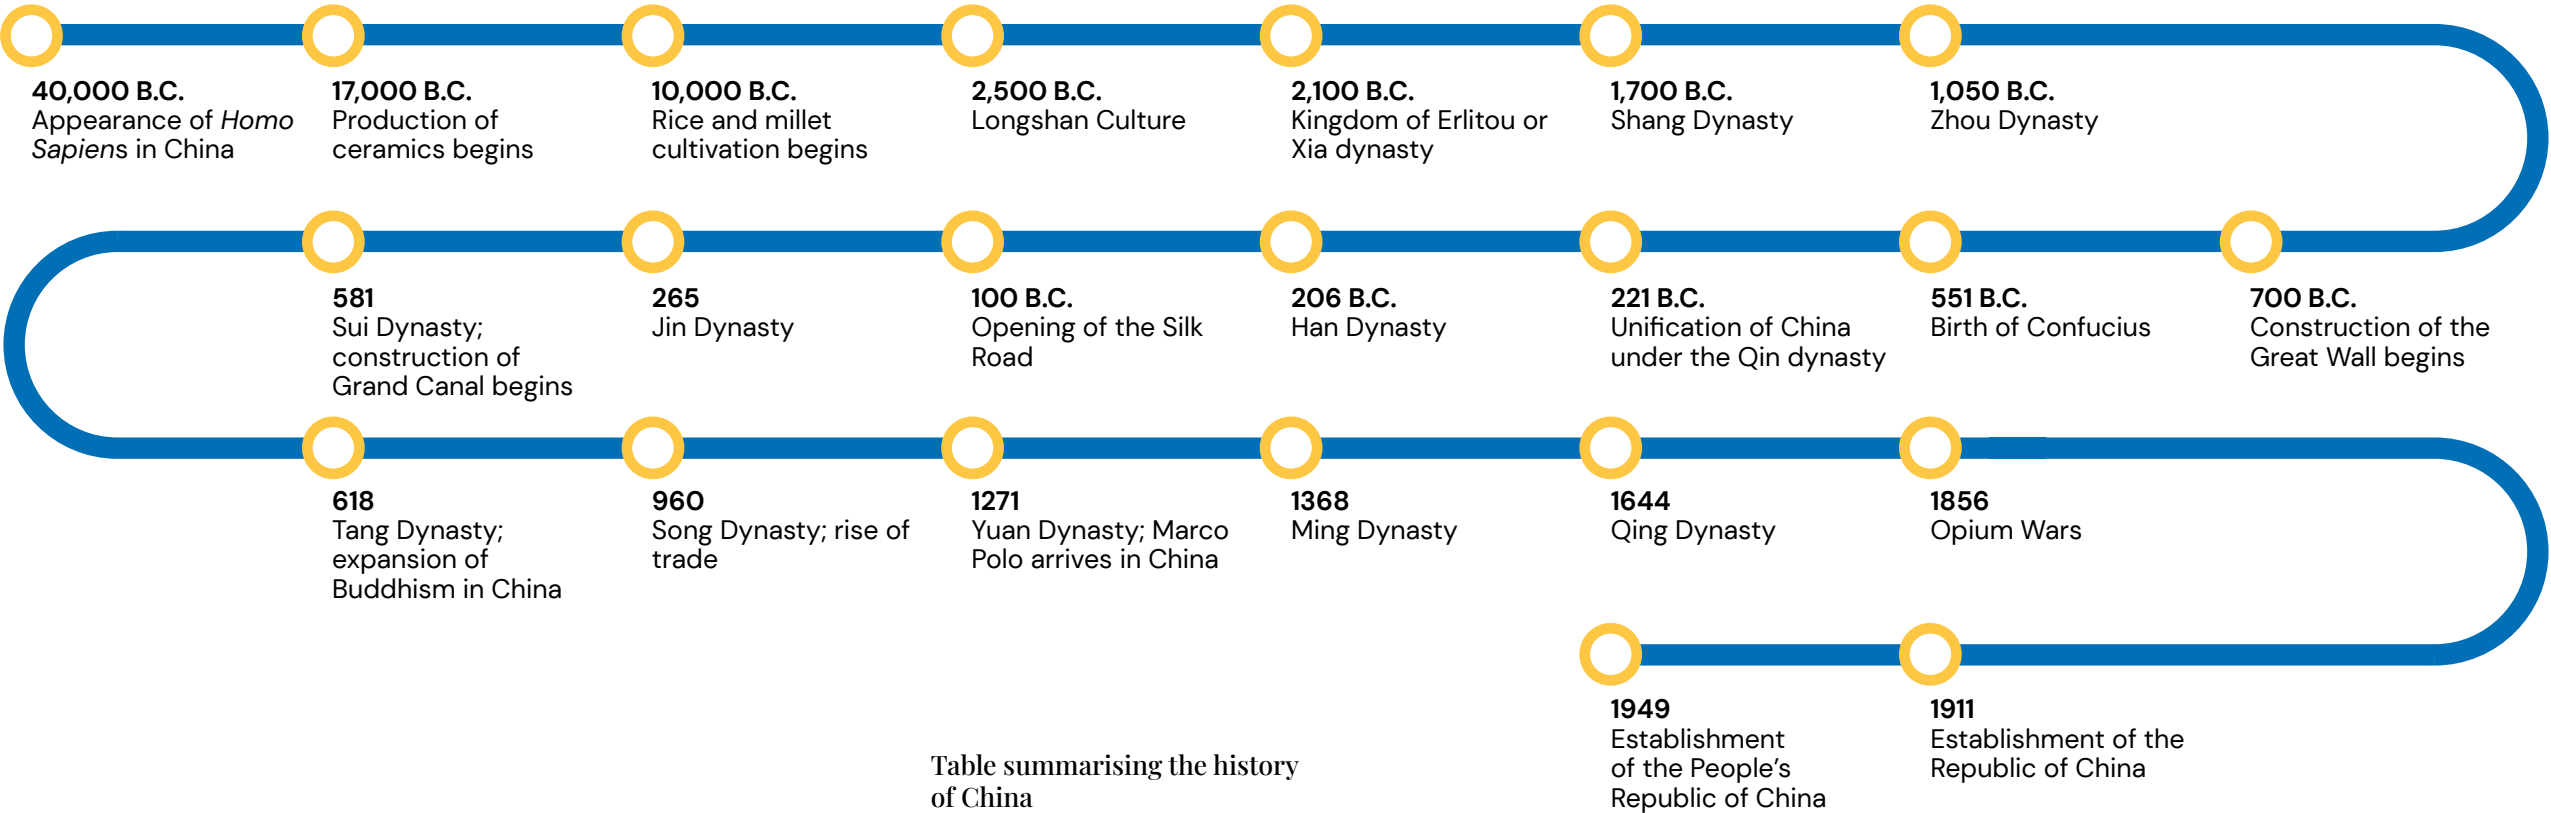 40,000 B.C.
Appearance of Homo
Sapiens in China
17,000 B.C.
Production of
ceramics begins
10,000 B.C.
Rice and millet
cultivation begins
2,500 B.C.
Longshan Culture
2,100 B.C.
Kingdom of Erlitou or
Xia dynasty
1,700 B.C.
Shang Dynasty
1,050 B.C.
Zhou Dynasty
581
Sui Dynasty;
construction of
Grand Canal begins
265
Jin Dynasty
100 B.C.
Opening of the Silk
Road
206 B.C.
Han Dynasty
221 B.C.
Unification of China
under the Qin dynasty
551 B.C.
Birth of Confucius
700 B.C.
Construction of the
Great Wall begins
618
Tang Dynasty;
expansion of
Buddhism in China
960
Song Dynasty; rise of
trade
1271
Yuan Dynasty; Marco
Polo arrives in China
1368
Ming Dynasty
1644
Qing Dynasty
1856
Opium Wars
1949
Establishment
of the People's
Republic of China
1911
Establishment of the
Republic of China
Table summarising the history
of China